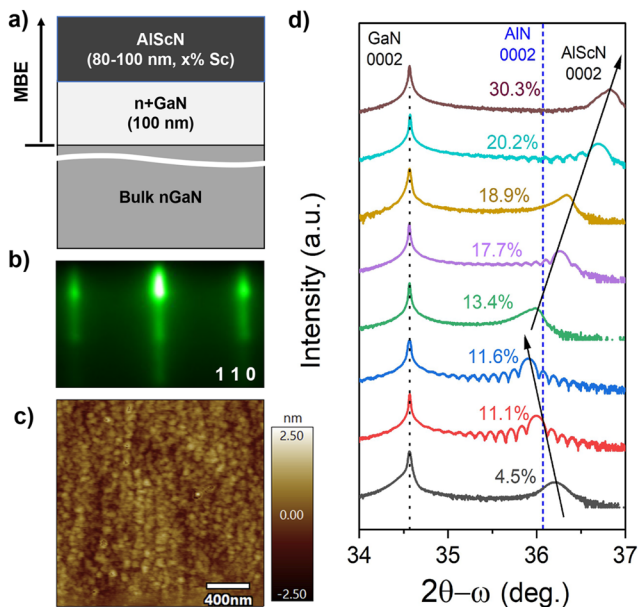 a)
MBE
AlScN
(80-100 nm, x% Sc)
n+GaN
(100 nm)
Bulk nGaN
b)
1 1 0
c)
nm
2.50
0.00
-2.50
400nm
d)
GaN
0002
AlN
0002
AlScN
0002
30.3%
20.2%
18.9%
17.7%
13.4%
11.6%
11.1%
4.5%
Intensity (a.u.)
34 35 36 37
2θ−ω (deg.)